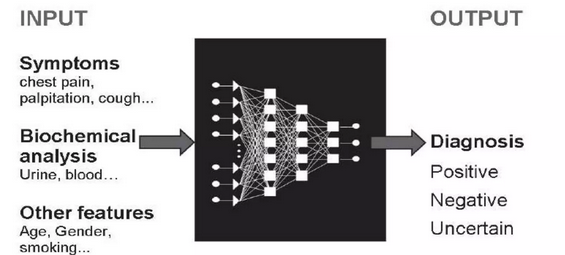 INPUT
Symptoms
chest pain,
palpitation, cough...
Biochemical
analysis
Urine, blood...
Other features
Age, Gender,
smoking...
OUTPUT
Diagnosis
Positive
Negative
Uncertain